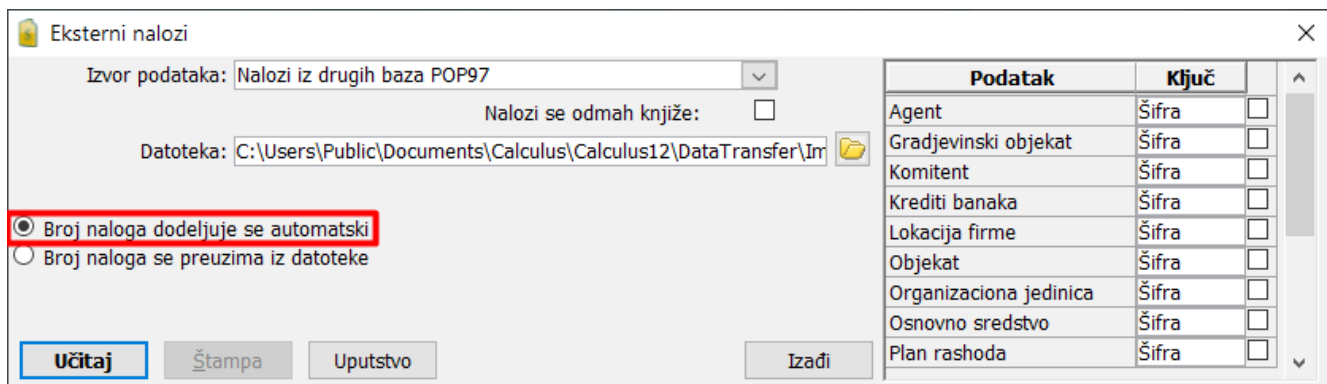 Eksterni nalozi
Izvor podataka: Nalozi iz drugih baza POP97
Nalozi se odmah knjiže:
Datoteka: C:\Users\Public\Documents\Calculus\Calculus12\DataTransfer\Im
Broj naloga dodeljuje se automatski
Broj naloga se preuzima iz datoteke
Učitaj Štampa Uputstvo Izađi
Podatak Ključ
Agent Šifra
Gradjevinski objekat Šifra
Komitent Šifra
Krediti banaka Šifra
Lokacija firme Šifra
Objekat Šifra
Organizaciona jedinica Šifra
Osnovno sredstvo Šifra
Plan rashoda Šifra